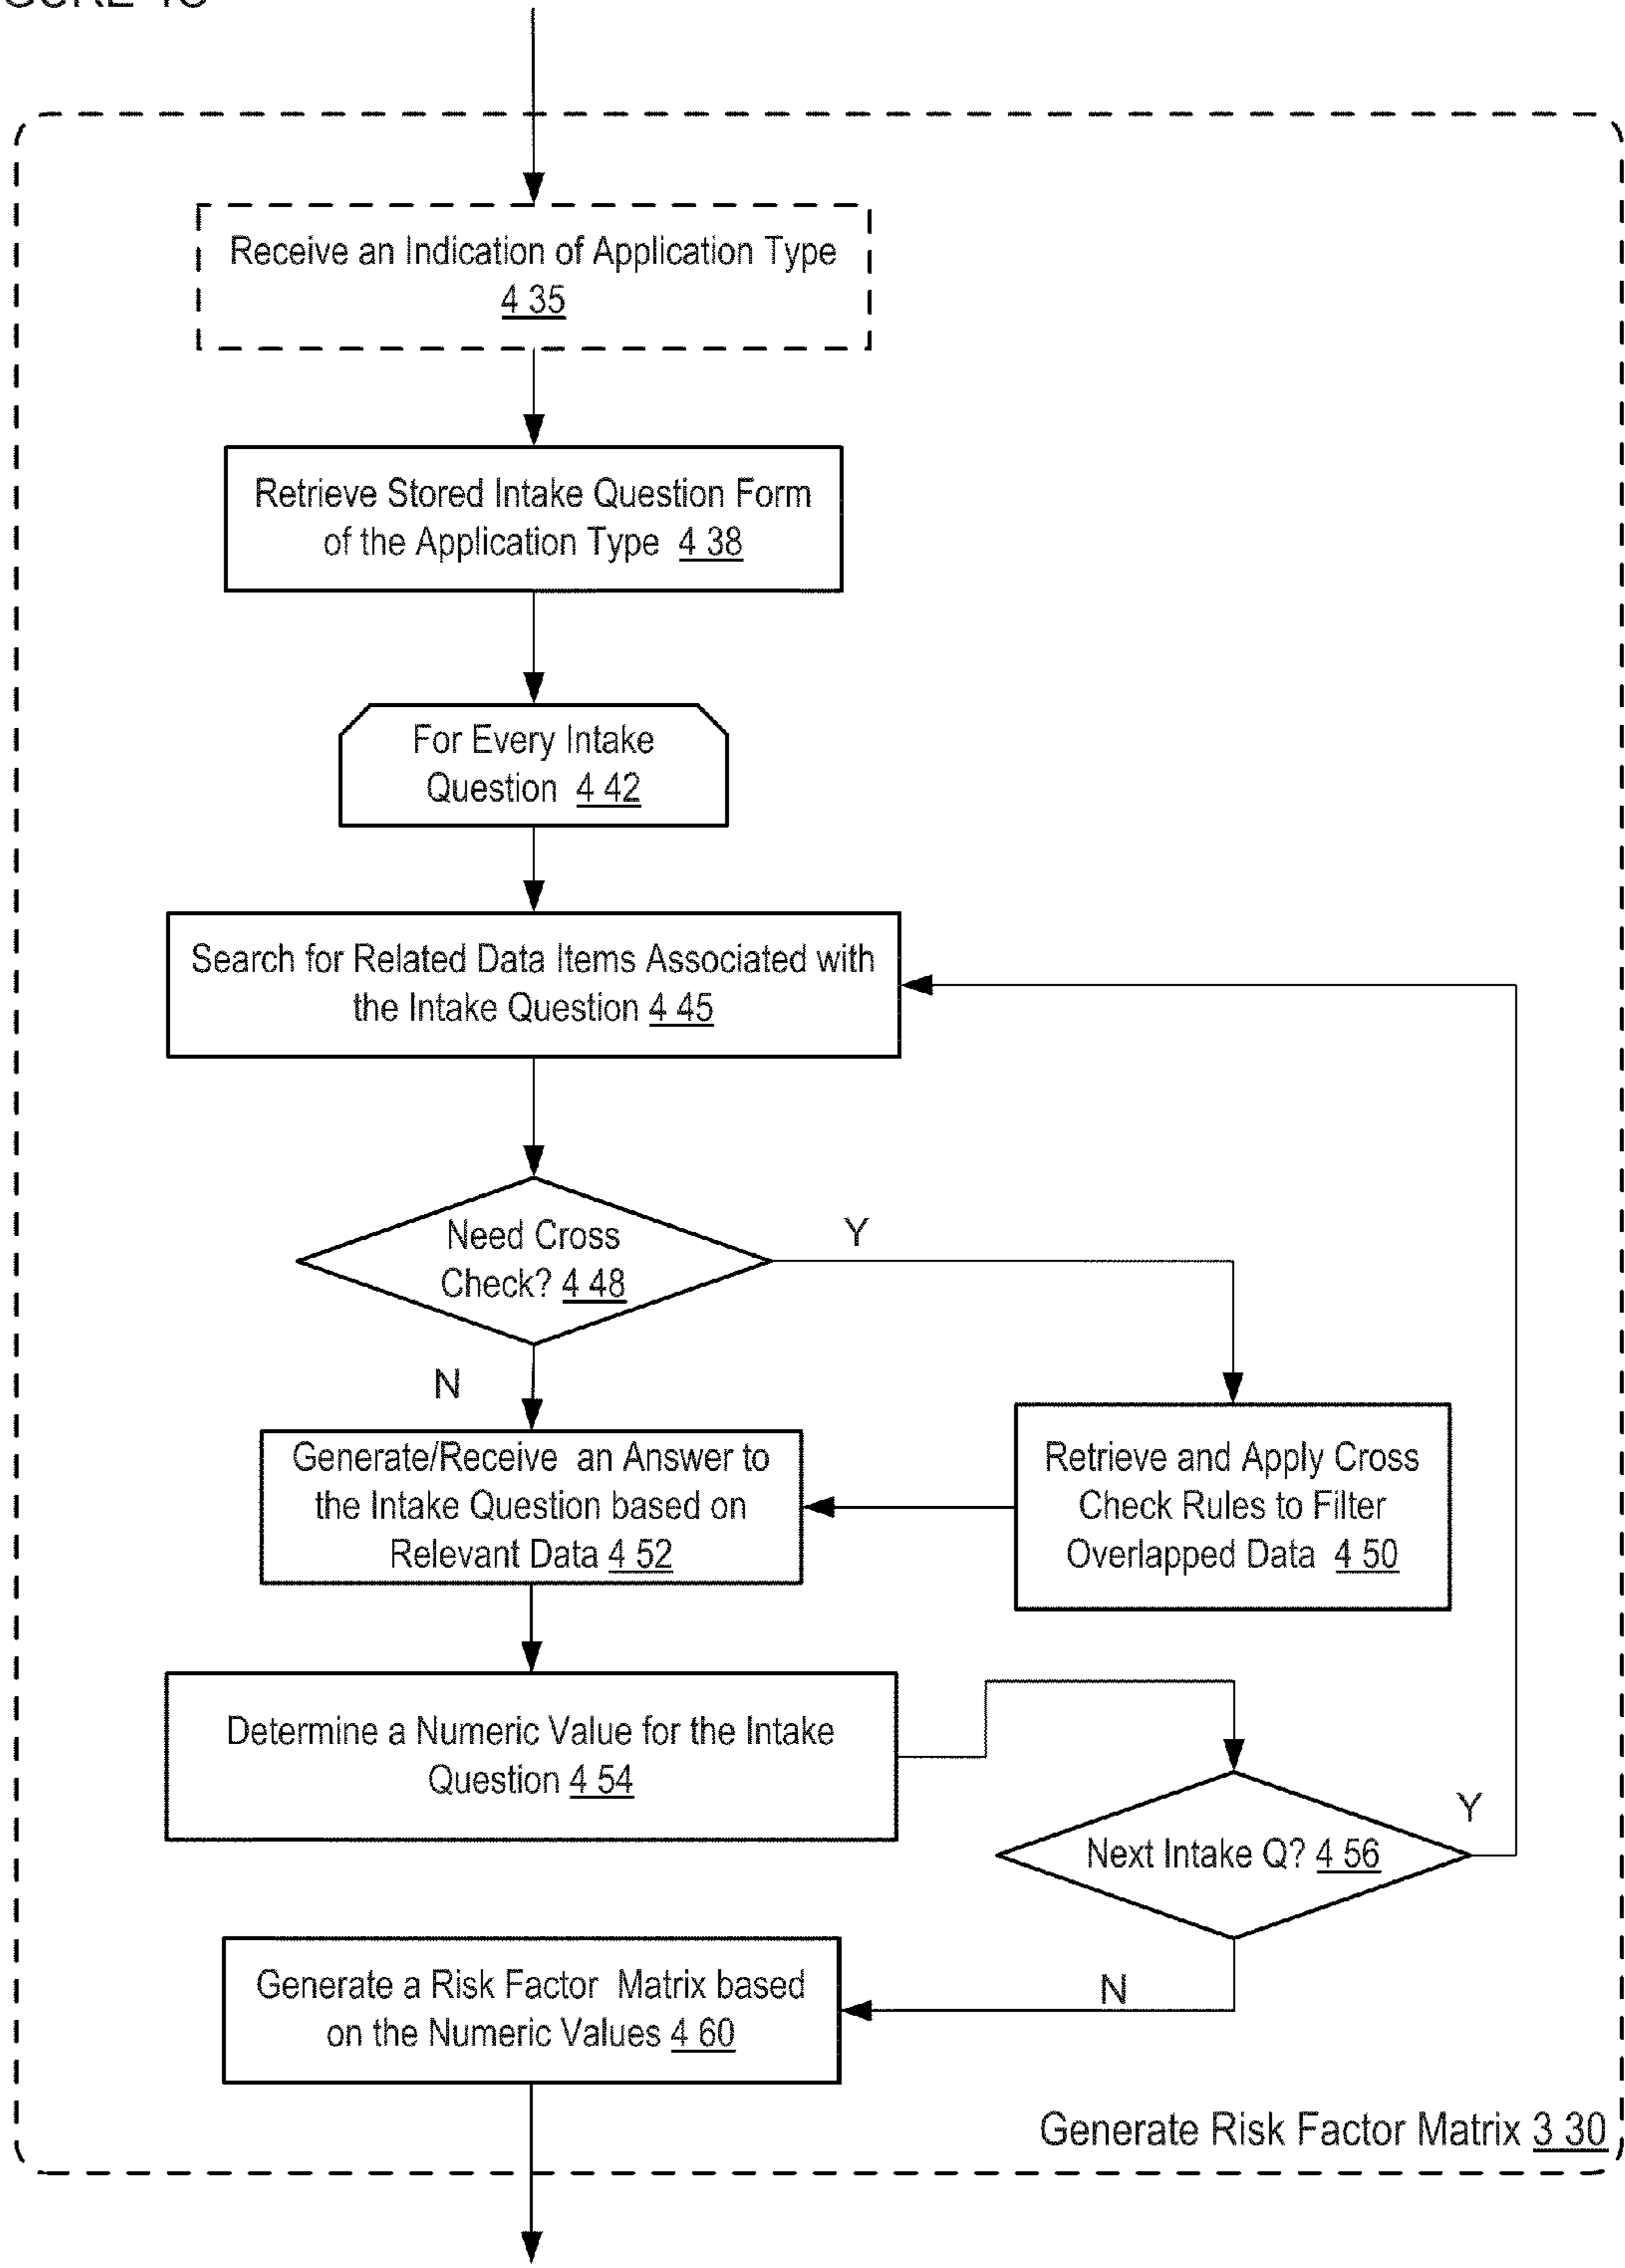 Receive an Indication of Application Type
4 35
Retrieve Stored Intake Question Form
of the Application Type 4 38
For Every Intake
Question 4 42
Search for Related Data Items Associated with
the Intake Question 4 45
Need Cross
Check? 4 48
Y
N
Generate/Receive an Answer to
the Intake Question based on
Relevant Data 4 52
Retrieve and Apply Cross
Check Rules to Filter
Overlapped Data 4 50
Determine a Numeric Value for the Intake
Question 4 54
Y
Next Intake Q? 4 56
N
Generate a Risk Factor Matrix based
on the Numeric Values 4 60
Generate Risk Factor Matrix 3 30